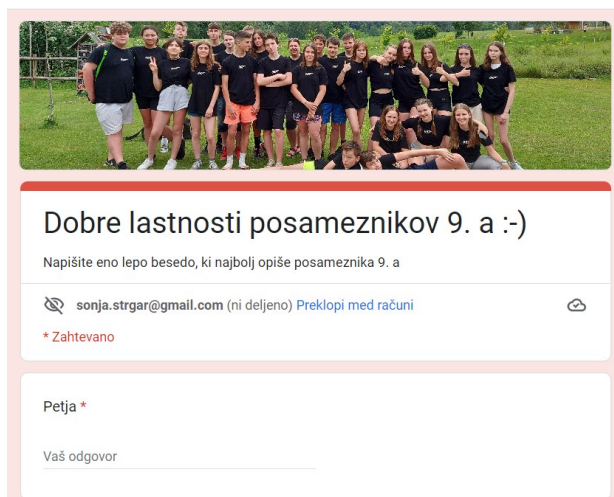 Dobre lastnosti posameznikov 9. a :-)
Napišite eno lepo besedo, ki najbolj opiše posameznika 9. a
sonja.strgar@gmail.com (ni deljeno) Preklopi med računi
* Zahtevano
Petja *
Vaš odgovor